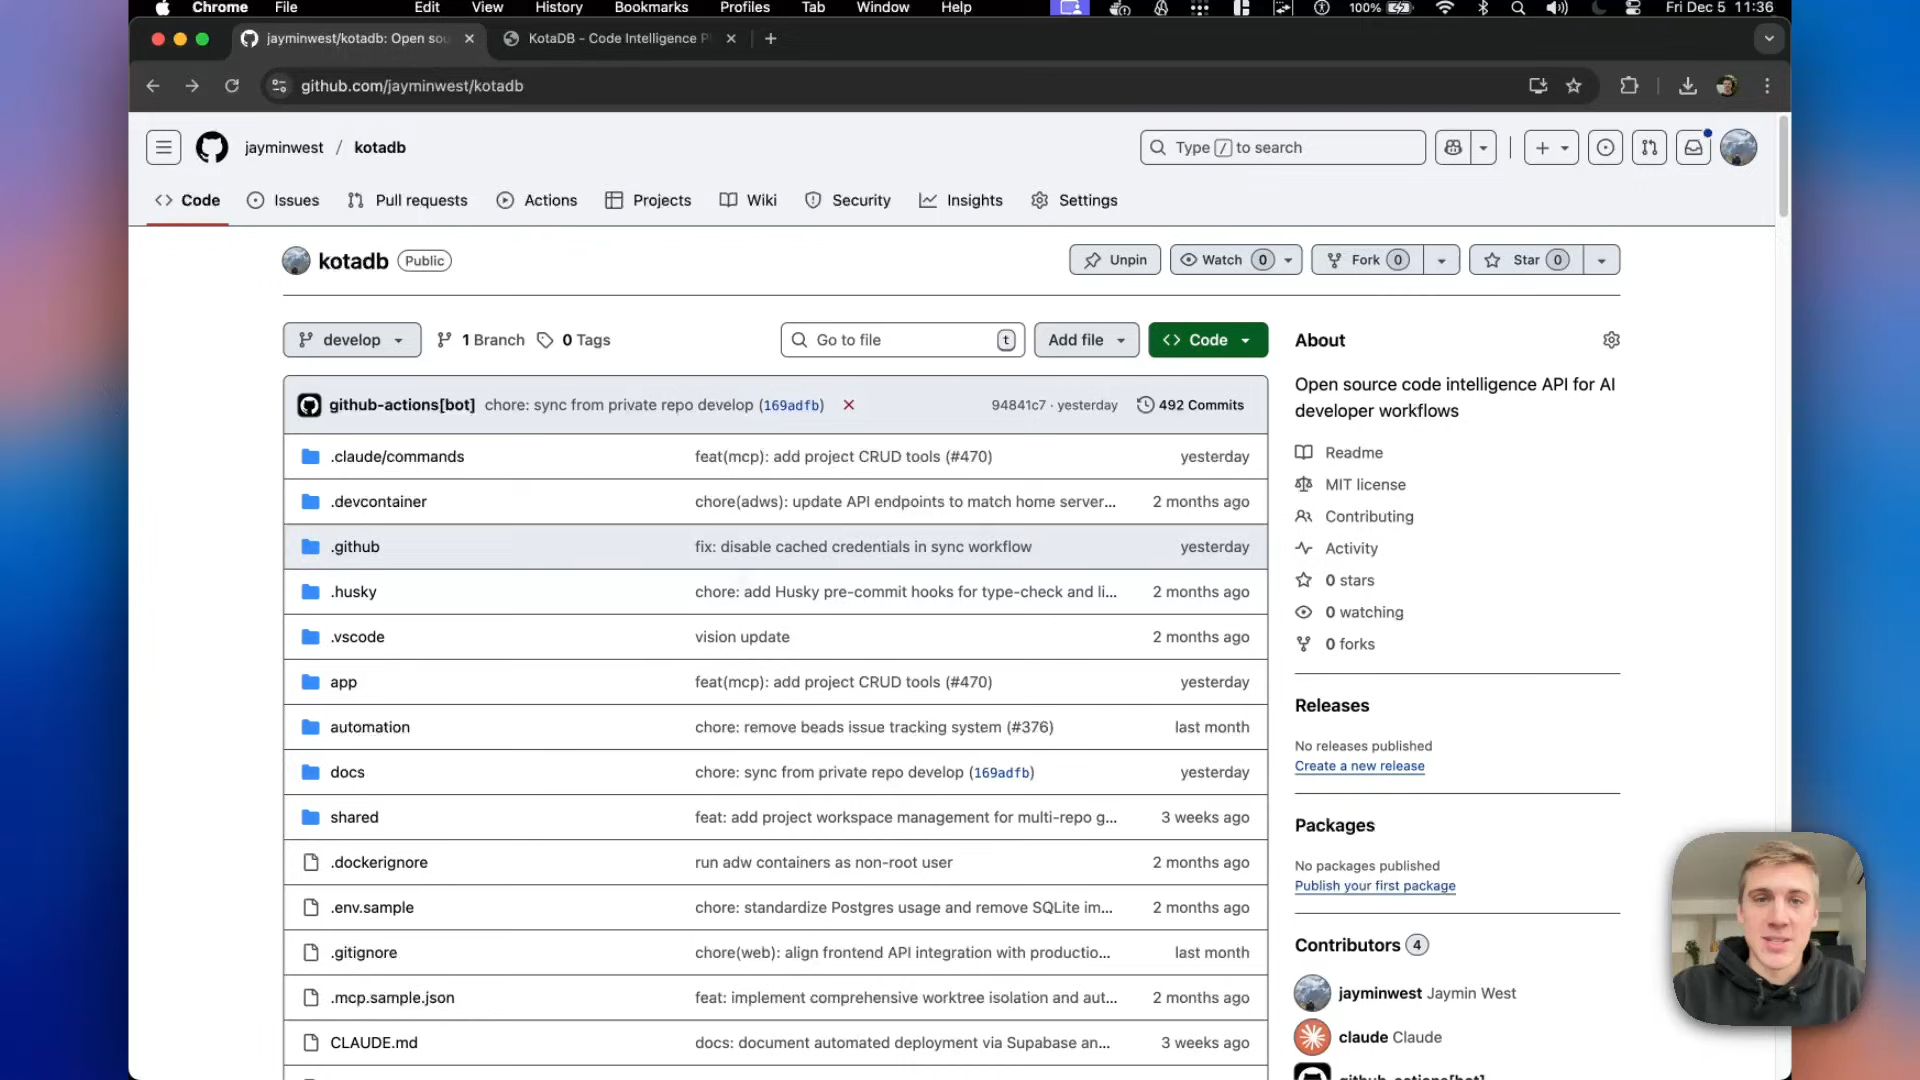 Chrome File Edit View History Bookmarks Profiles Tab Window Help 100% Fri Dec 5 11:36
jayminwest/kotadb: Open sou
KotaDB - Code Intelligence P
github.com/jayminwest/kotadb
jayminwest / kotadb
Type / to search
Code Issues Pull requests Actions Projects Wiki Security Insights Settings
kotadb Public
Unpin Watch 0 Fork 0 Star 0
develop 1 Branch 0 Tags
Go to file t
Add file
Code
github-actions[bot] chore: sync from private repo develop (169adfb) 94841c7 · yesterday 492 Commits
.claude/commands feat(mcp): add project CRUD tools (#470) yesterday
.devcontainer chore(adws): update API endpoints to match home server... 2 months ago
.github fix: disable cached credentials in sync workflow yesterday
.husky chore: add Husky pre-commit hooks for type-check and li... 2 months ago
.vscode vision update 2 months ago
app feat(mcp): add project CRUD tools (#470) yesterday
automation chore: remove beads issue tracking system (#376) last month
docs chore: sync from private repo develop (169adfb) yesterday
shared feat: add project workspace management for multi-repo g... 3 weeks ago
.dockerignore run adw containers as non-root user 2 months ago
.env.sample chore: standardize Postgres usage and remove SQLite im... 2 months ago
.gitignore chore(web): align frontend API integration with productio... last month
.mcp.sample.json feat: implement comprehensive worktree isolation and aut... 2 months ago
CLAUDE.md docs: document automated deployment via Supabase an... 3 weeks ago
About
Open source code intelligence API for AI
developer workflows
Readme
MIT license
Contributing
Activity
0 stars
0 watching
0 forks
Releases
No releases published
Create a new release
Packages
No packages published
Publish your first package
Contributors 4
jayminwest Jaymin West
claude Claude
github-actions[bot]